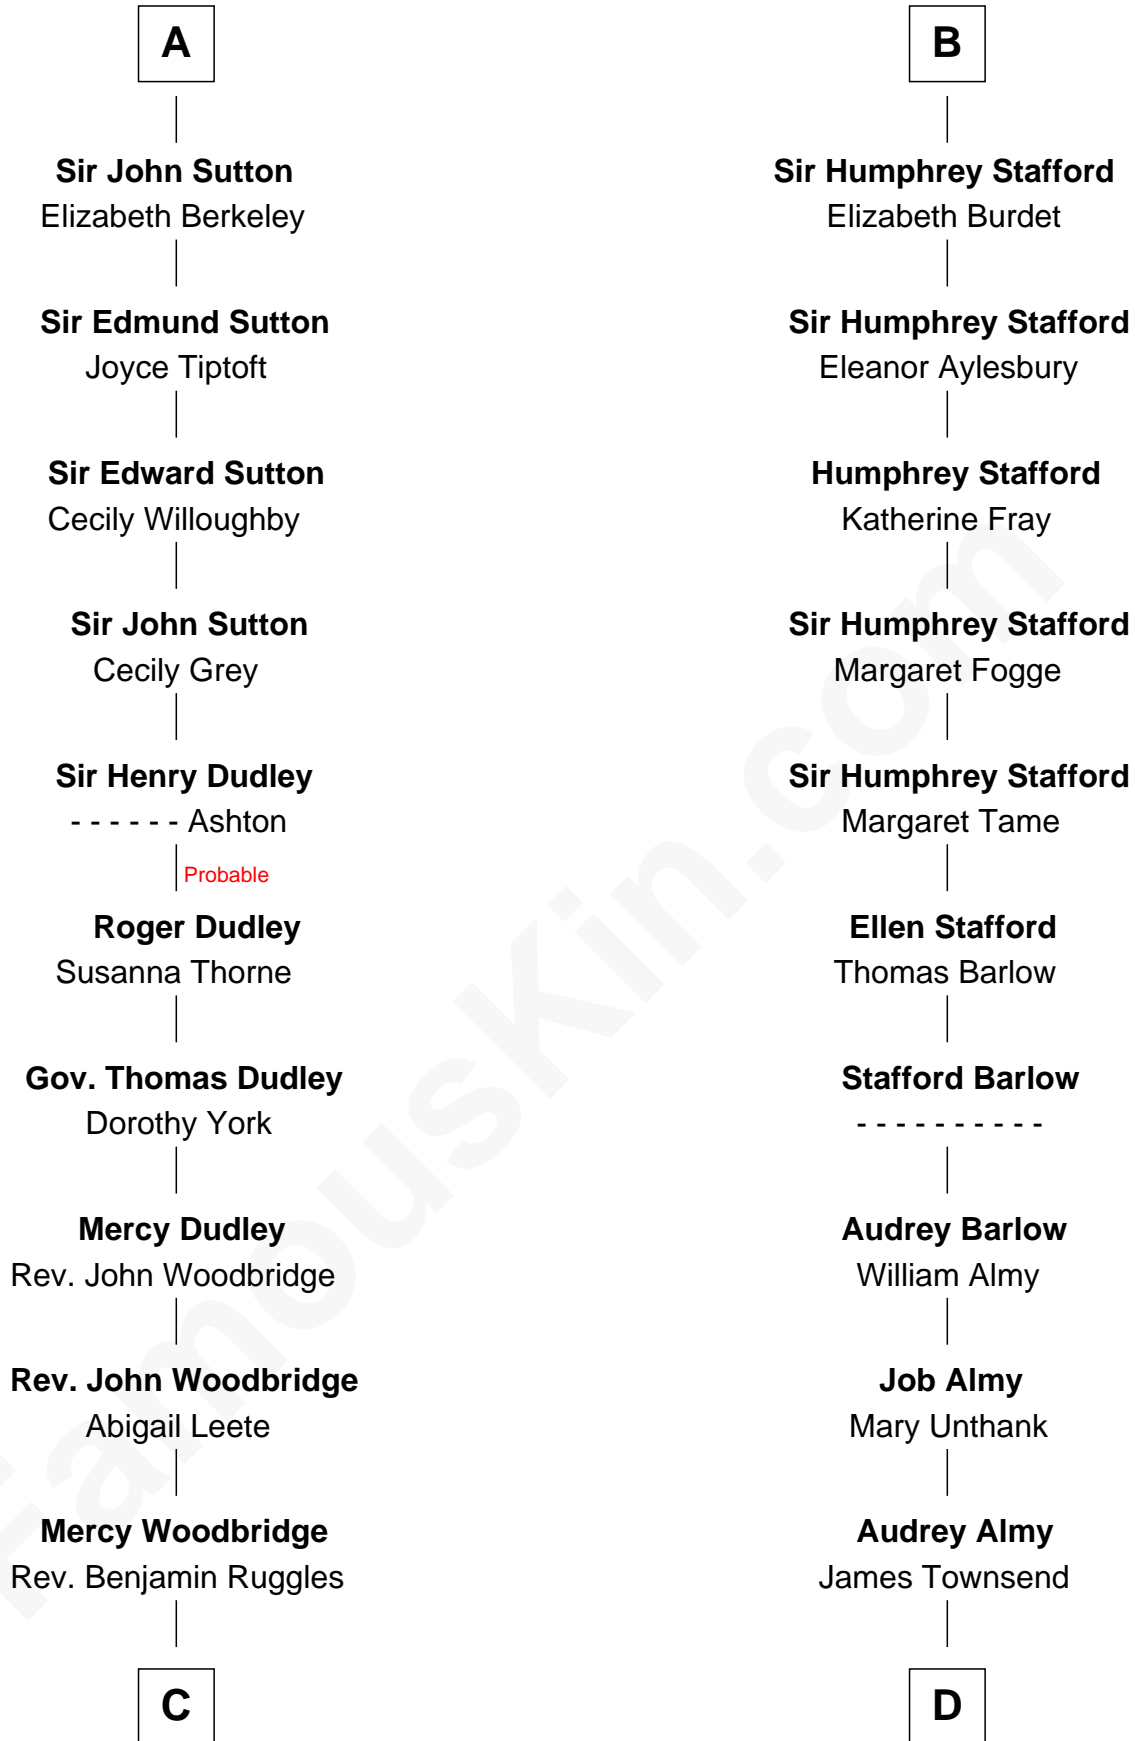 A
Sir John Sutton
Elizabeth Berkeley
Sir Edmund Sutton
Joyce Tiptoft
Sir Edward Sutton
Cecily Willoughby
Sir John Sutton
Cecily Grey
Sir Henry Dudley
- - - - - - Ashton
Probable
Roger Dudley
Susanna Thorne
Gov. Thomas Dudley
Dorothy York
Mercy Dudley
Rev. John Woodbridge
Rev. John Woodbridge
Abigail Leete
Mercy Woodbridge
Rev. Benjamin Ruggles
C
B
Sir Humphrey Stafford
Elizabeth Burdet
Sir Humphrey Stafford
Eleanor Aylesbury
Humphrey Stafford
Katherine Fray
Sir Humphrey Stafford
Margaret Fogge
Sir Humphrey Stafford
Margaret Tame
Ellen Stafford
Thomas Barlow
Stafford Barlow
- - - - - - - - - -
Audrey Barlow
William Almy
Job Almy
Mary Unthank
Audrey Almy
James Townsend
D
FamousKin.com